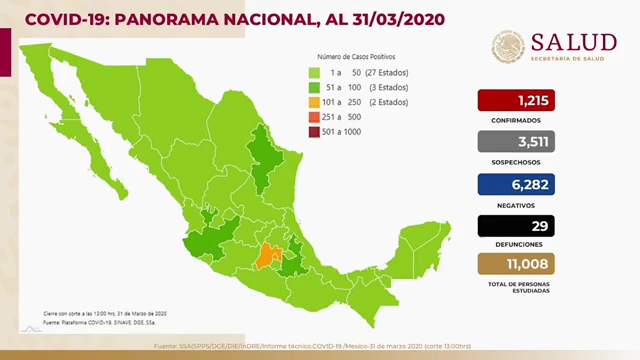 COVID-19: PANORAMA NACIONAL, AL 31/03/2020
SALUD
SECRETARÍA DE SALUD
Número de Casos Positivos
1 a 50 (27 Estados)
51 a 100 (3 Estados)
101 a 250 (2 Estados)
251 a 500
501 a 1000
1,215
CONFIRMADOS
3,511
SOSPECHOSOS
6,282
NEGATIVOS
29
DEFUNCIONES
11,008
TOTAL DE PERSONAS
ESTUDIADAS
Cierre con corte a las 13:00 hrs, 31 de Marzo de 2020
Fuente: Plataforma COVID-19, SINAVE, DGE, SSa.
Fuente: SSA(SPPS/DGE/DIE/InDRE/Informe técnico.COVID-19 /Mexico-31 de marzo 2020 (corte 13:00hrs)